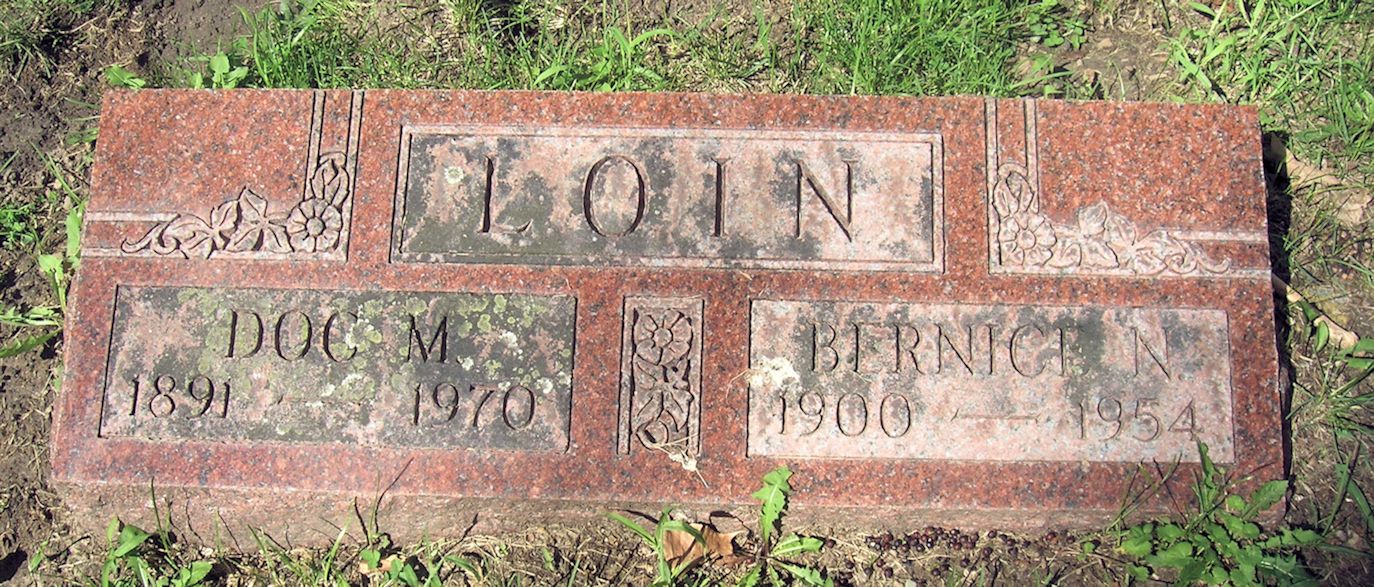 LOIN
DOC M.
1891 — 1970
BERNICE N.
1900 — 1954